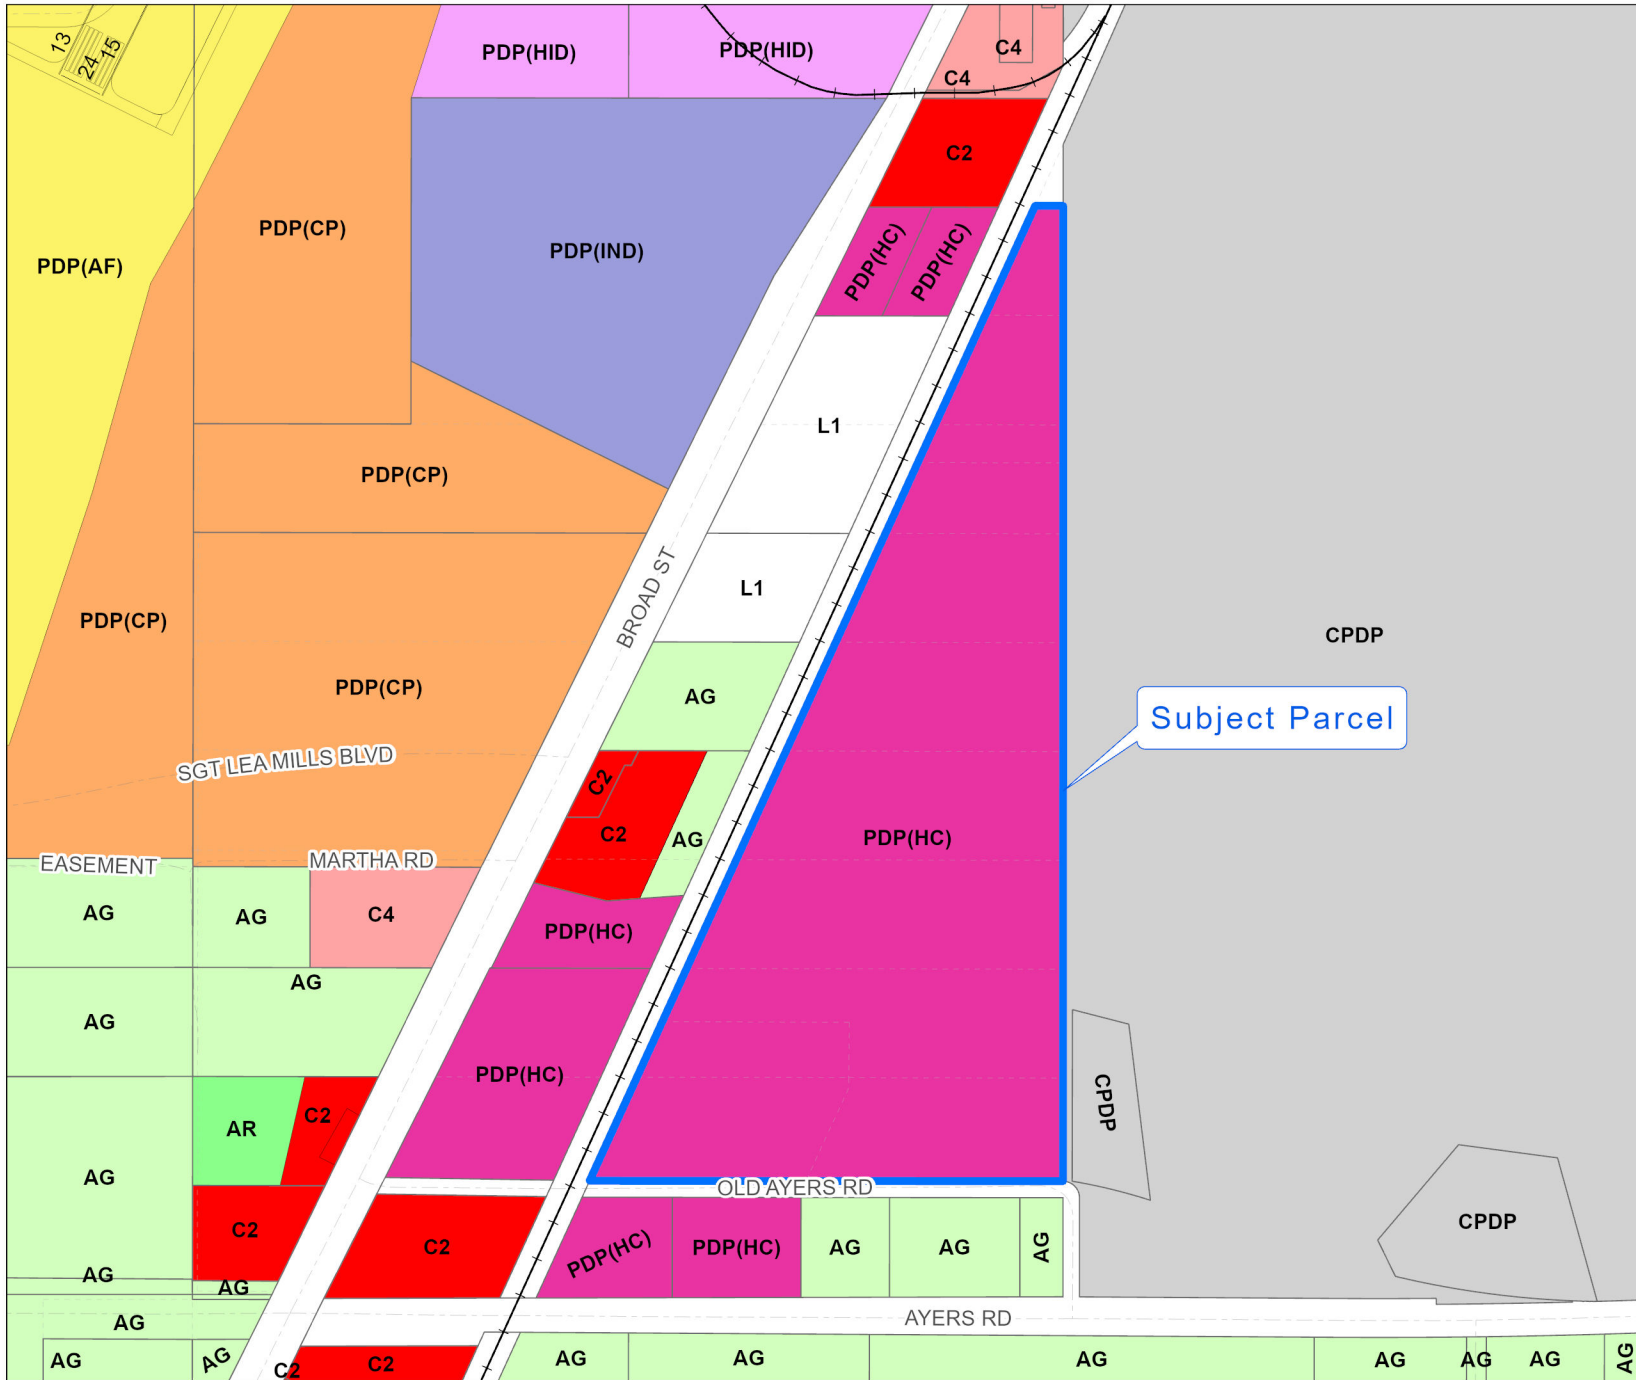 13
24
15
PDP(HID)
PDP(HID)
C4
C4
C2
PDP(CP)
PDP(IND)
PDP(HC)
PDP(HC)
PDP(AF)
L1
PDP(CP)
BROAD ST
L1
PDP(CP)
CPDP
PDP(CP)
AG
Subject Parcel
SGT LEA MILLS BLVD
C2
C2
AG
PDP(HC)
EASEMENT
MARTHA RD
AG
AG
C4
PDP(HC)
AG
AG
PDP(HC)
CPDP
AR
C2
AG
OLD AYERS RD
C2
C2
PDP(HC)
PDP(HC)
AG
AG
AG
CPDP
AG
AG
AG
AYERS RD
AG
AG
C2
C2
AG
AG
AG
AG
AG
AG
AG